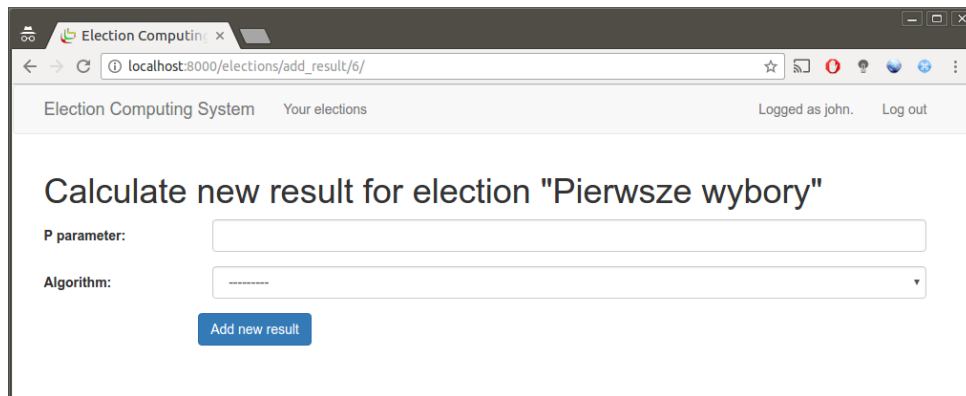 Election Computing
localhost:8000/elections/add_result/6/
Election Computing System Your elections Logged as john. Log out
Calculate new result for election "Pierwsze wybory"
P parameter:
Algorithm: ---------
Add new result